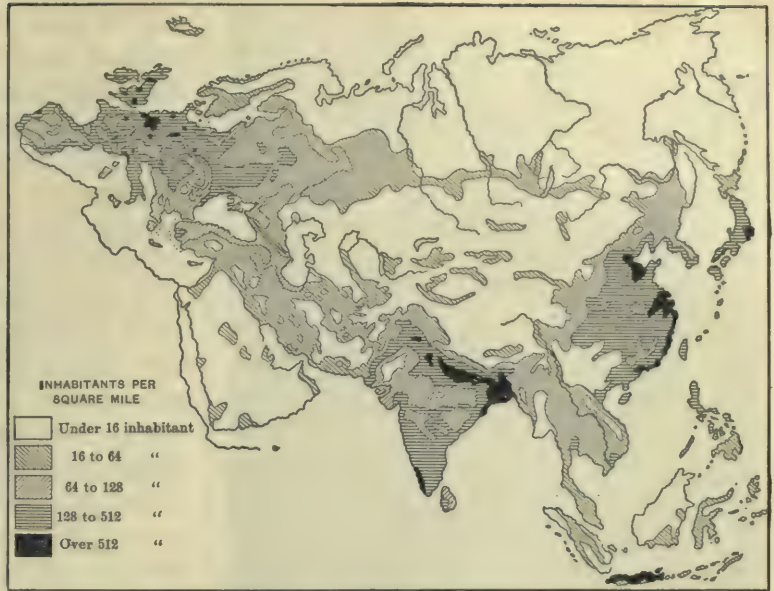 INHABITANTS PER
SQUARE MILE
Under 16 inhabitant
16 to 64 “
64 to 128 “
128 to 512 “
Over 512 “